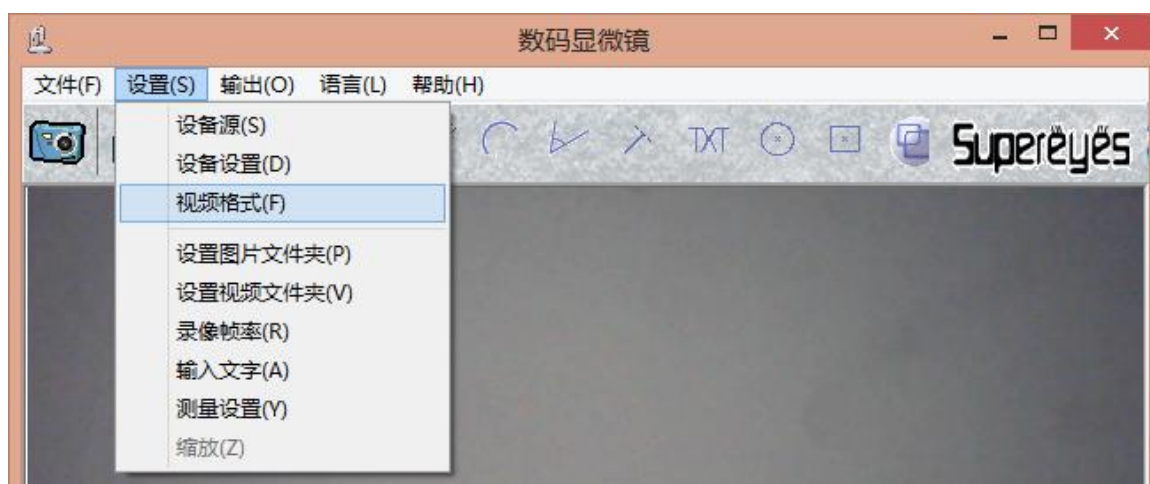 数码显微镜
文件(F) 设置(S) 输出(O) 语言(L) 帮助(H)
TXT Supereyes
设备源(S)
设备设置(D)
视频格式(F)
设置图片文件夹(P)
设置视频文件夹(V)
录像帧率(R)
输入文字(A)
测量设置(Y)
缩放(Z)